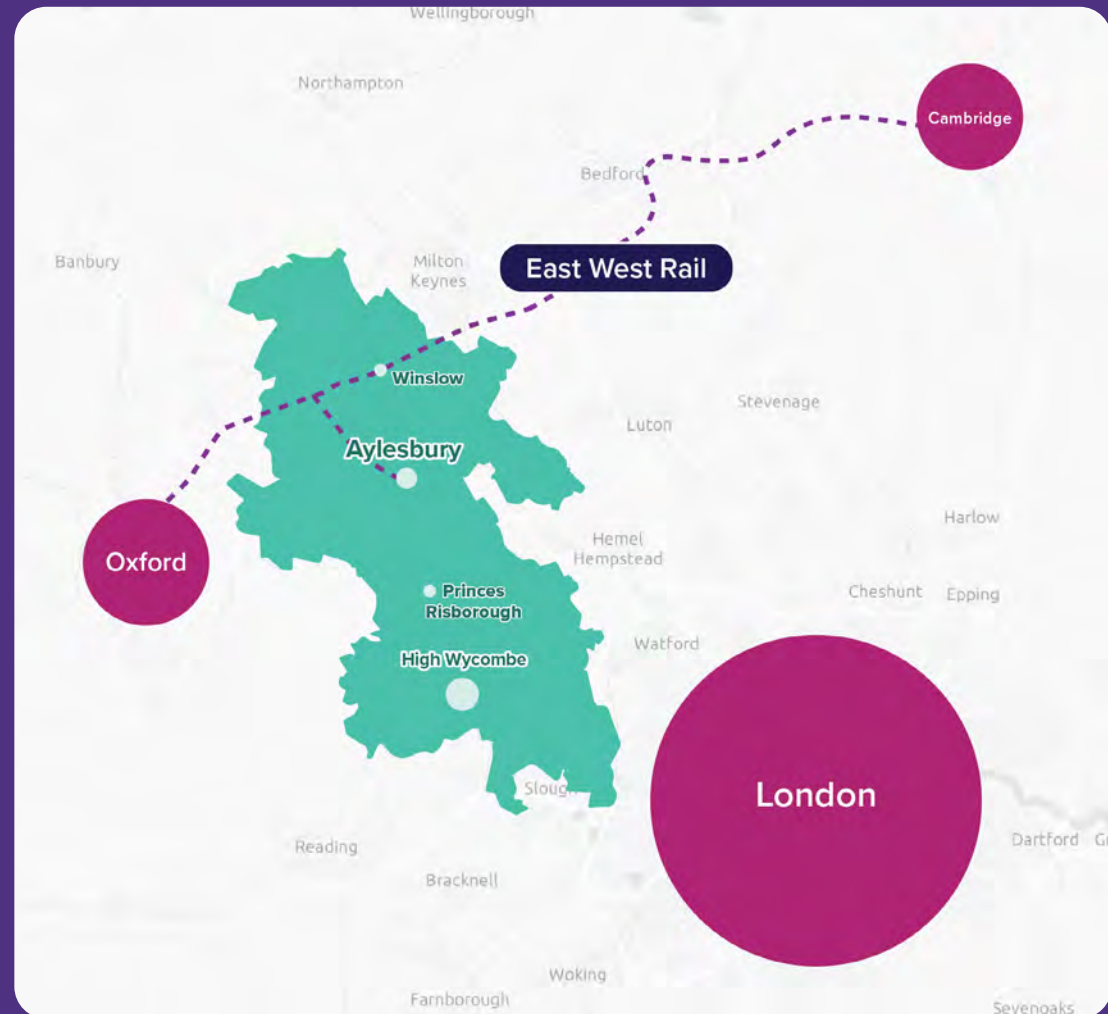 Wellingborough
Northampton
Cambridge
Bedford
Banbury
Milton
Keynes
East West Rail
Winslow
Stevenage
Luton
Aylesbury
Harlow
Hemel
Hempstead
Oxford
Princes
Risborough
Cheshunt
Epping
Watford
High Wycombe
Slough
London
Reading
Dartford
Bracknell
Woking
Farnborough
Sevenoaks